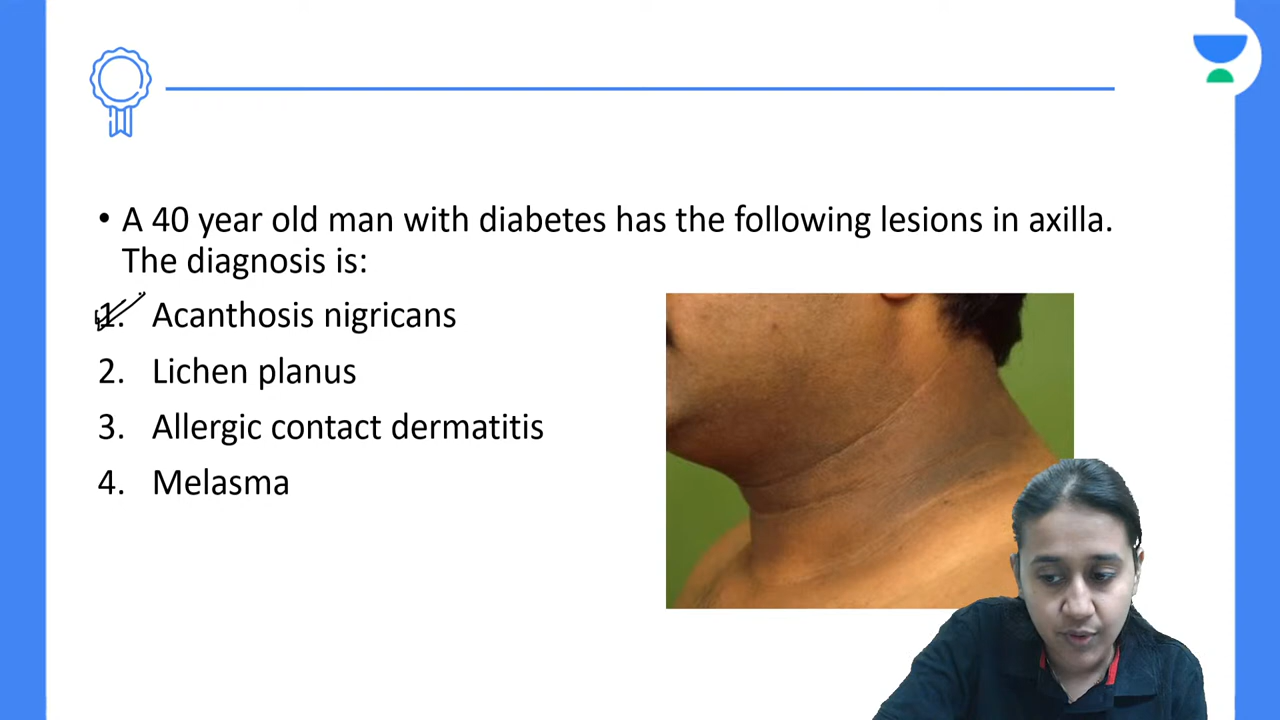 • A 40 year old man with diabetes has the following lesions in axilla.
The diagnosis is:
1. Acanthosis nigricans
2. Lichen planus
3. Allergic contact dermatitis
4. Melasma